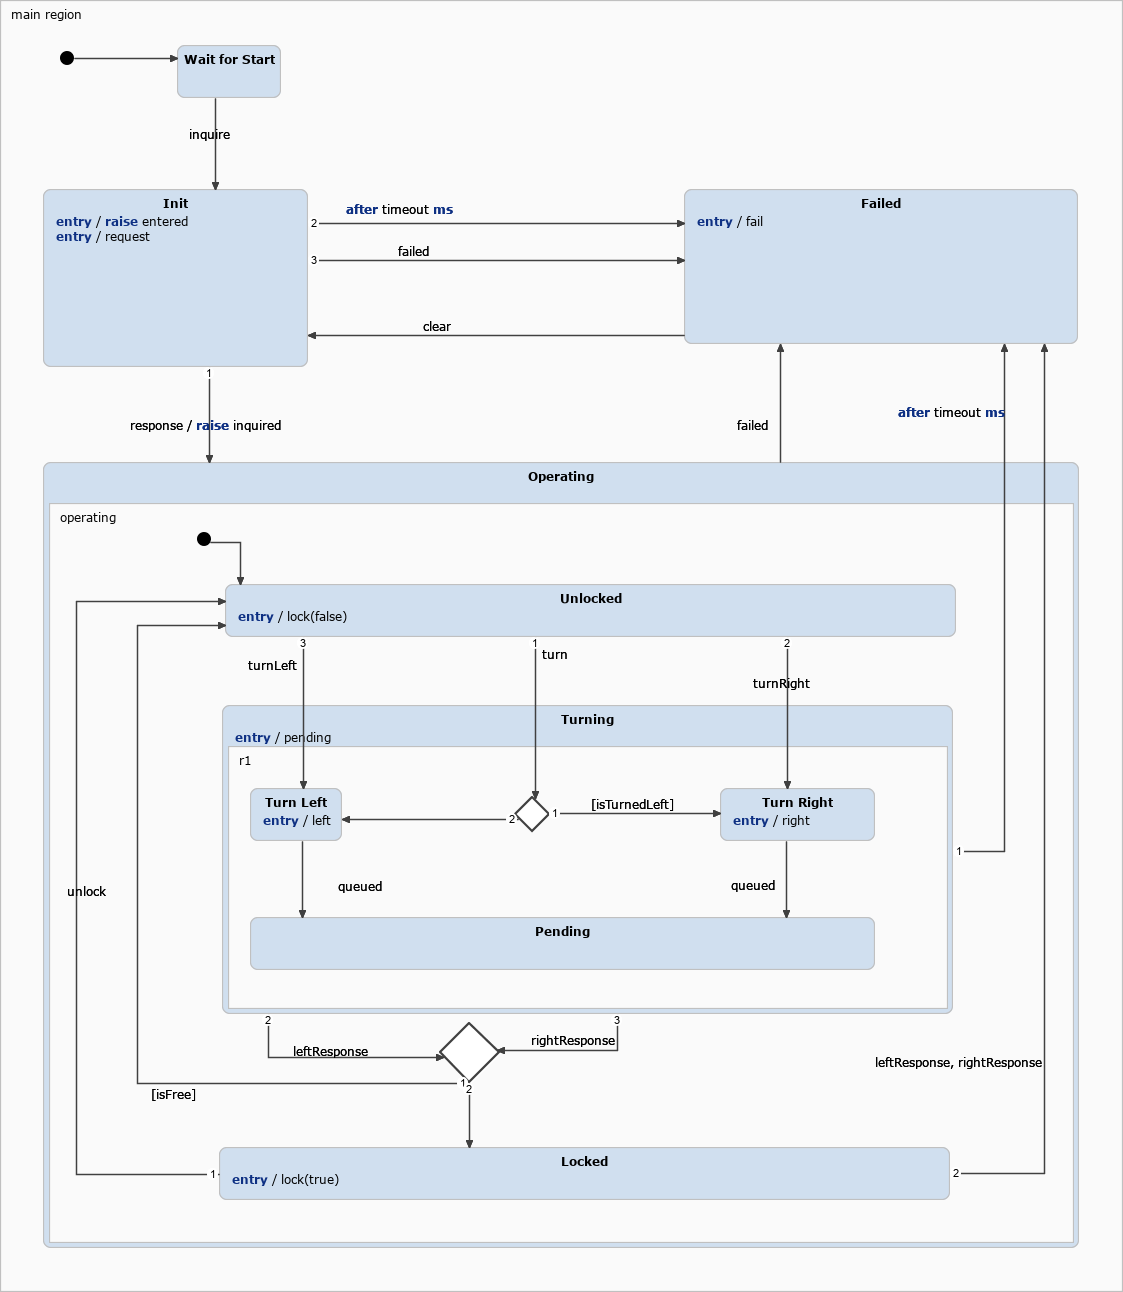 main region
Wait for Start
inquire
Init
entry / raise entered
entry / request
2
after timeout ms
3
failed
clear
Failed
entry / fail
1
response / raise inquired
failed
after timeout ms
Operating
operating
Unlocked
entry / lock(false)
3
turnLeft
1
turn
2
turnRight
Turning
entry / pending
r1
Turn Left
entry / left
2
1
[isTurnedLeft]
Turn Right
entry / right
1
queued
queued
unlock
Pending
2
leftResponse
3
rightResponse
leftResponse, rightResponse
1
2
[isFree]
Locked
entry / lock(true)
1
2